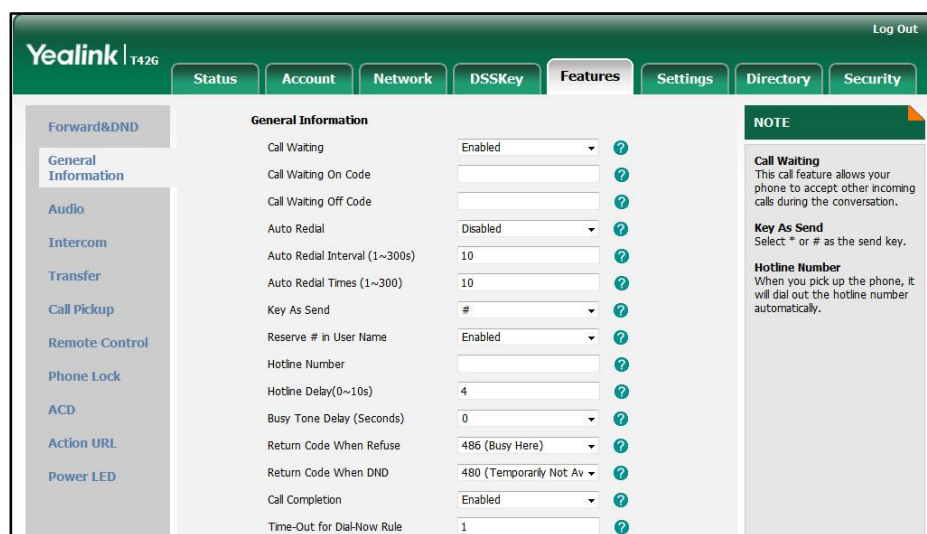 Log Out
Yealink | T42G
Status Account Network DSSKey Features Settings Directory Security
Forward&DND
General
Information
Audio
Intercom
Transfer
Call Pickup
Remote Control
Phone Lock
ACD
Action URL
Power LED
General Information
Call Waiting Enabled ?
Call Waiting On Code ?
Call Waiting Off Code ?
Auto Redial Disabled ?
Auto Redial Interval (1~300s) 10 ?
Auto Redial Times (1~300) 10 ?
Key As Send # ?
Reserve # in User Name Enabled ?
Hotline Number ?
Hotline Delay(0~10s) 4 ?
Busy Tone Delay (Seconds) 0 ?
Return Code When Refuse 486 (Busy Here) ?
Return Code When DND 480 (Temporarily Not Av ?
Call Completion Enabled ?
Time-Out for Dial-Now Rule 1 ?
NOTE
Call Waiting
This call feature allows your
phone to accept other incoming
calls during the conversation.
Key As Send
Select * or # as the send key.
Hotline Number
When you pick up the phone, it
will dial out the hotline number
automatically.